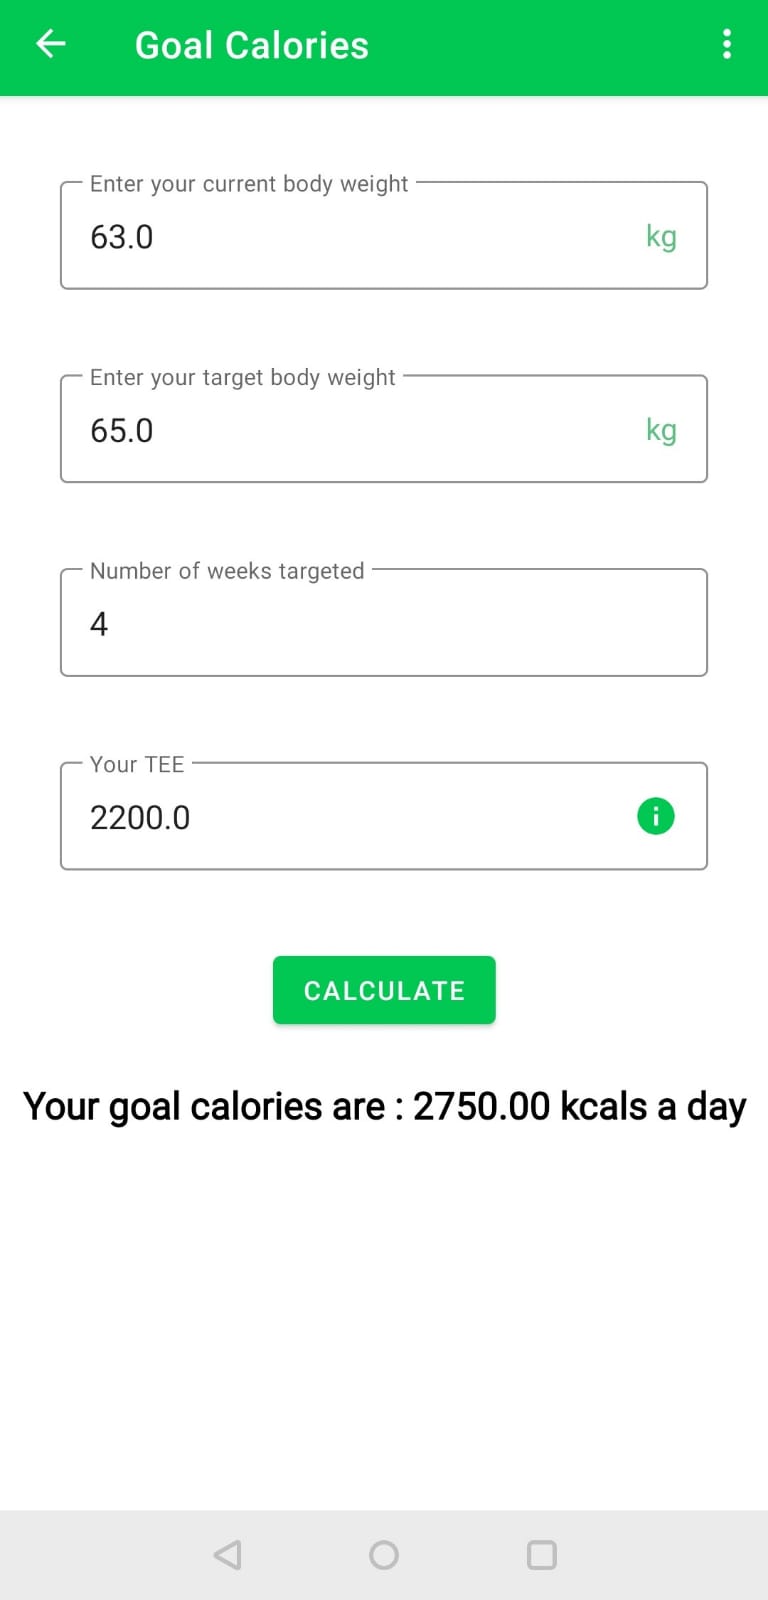 Goal Calories
Enter your current body weight
63.0 kg
Enter your target body weight
65.0 kg
Number of weeks targeted
4
Your TEE
2200.0
CALCULATE
Your goal calories are : 2750.00 kcals a day